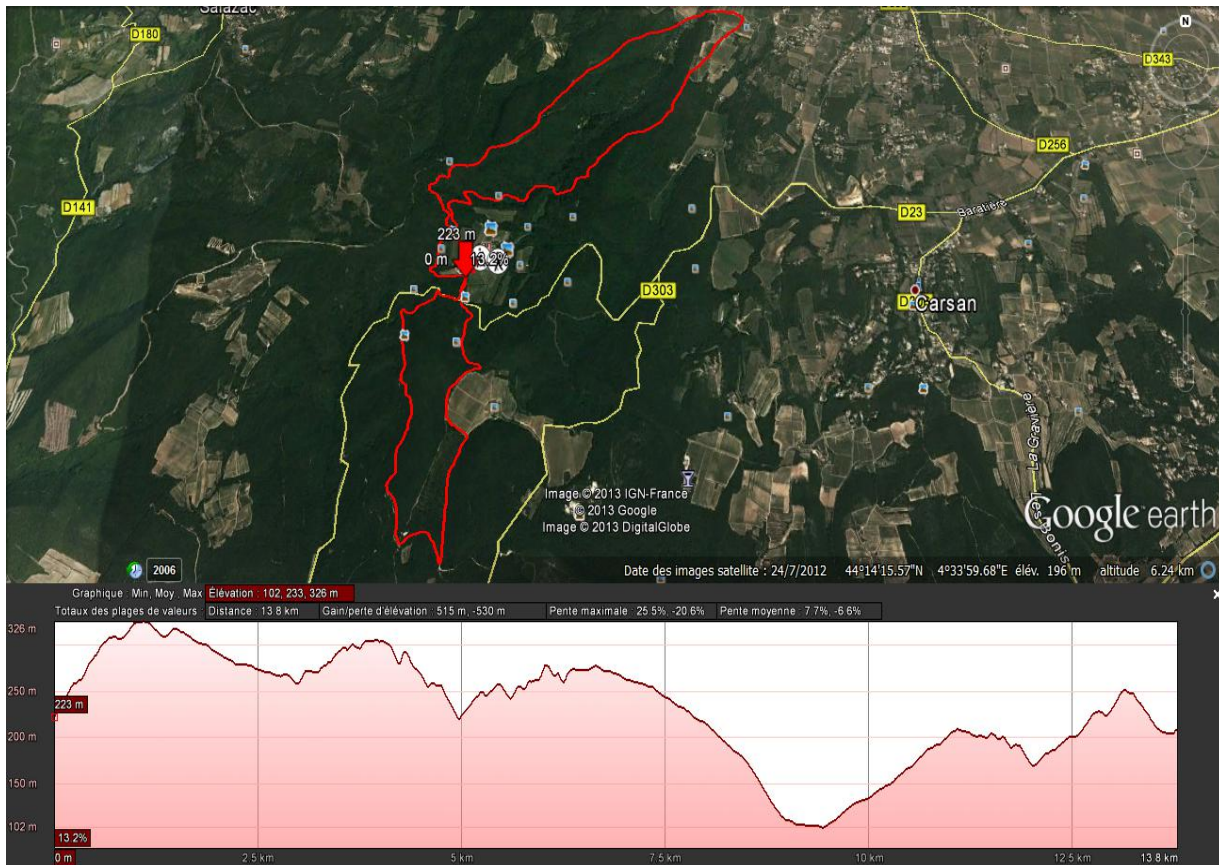 Salazac
D180
N
D343
D256
D141
D23
Baratière
223 m
0 m
13.2%
D303
Carsan
La Gravière
Les Bonis
Image © 2013 IGN-France
© 2013 Google
Image © 2013 DigitalGlobe
Google earth
2006
Date des images satellite : 24/7/2012 44°14'15.57"N 4°33'59.68"E élév. 196 m altitude 6.24 km
Graphique : Min, Moy, Max Élévation : 102, 233, 326 m
Totaux des plages de valeurs : Distance : 13.8 km Gain/perte d'élévation : 515 m, -530 m Pente maximale : 25.5%, -20.6% Pente moyenne : 7.7%, -6.6%
326 m
250 m
223 m
200 m
150 m
102 m
13.2%
0 m 2.5 km 5 km 7.5 km 10 km 12.5 km 13.8 km